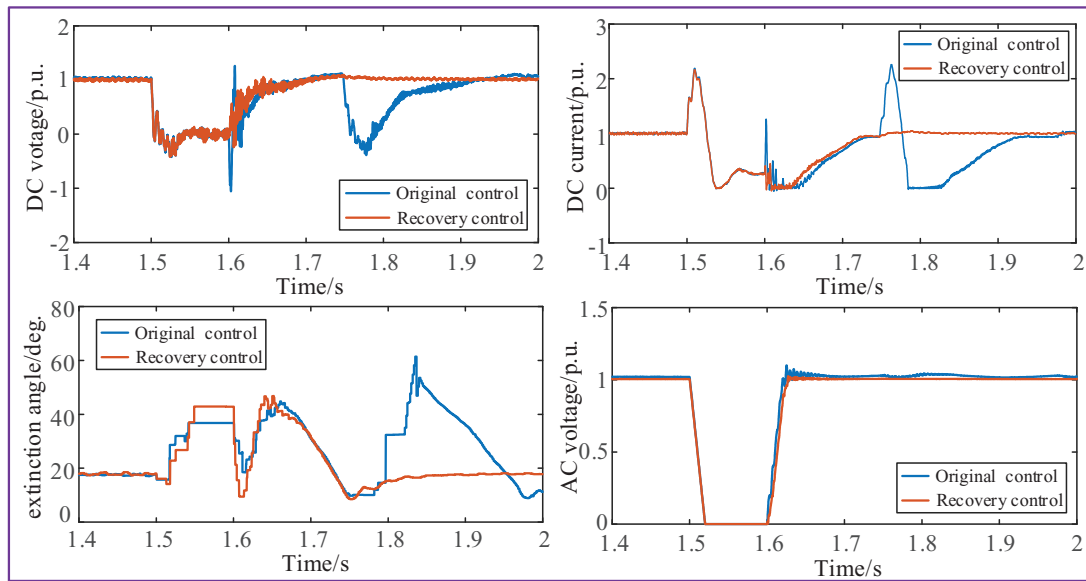 2
1
0
-1
-2
DC votage/p.u.
Original control
Recovery control
1.4
1.5
1.6
1.7
1.8
1.9
2
Time/s
3
2
1
0
-1
DC current/p.u.
Original control
Recovery control
1.4
1.5
1.6
1.7
1.8
1.9
2
Time/s
80
60
40
20
0
extinction angle/deg.
Original control
Recovery control
1.4
1.5
1.6
1.7
1.8
1.9
2
Time/s
1.5
1
0.5
0
AC voltage/p.u.
Original control
Recovery control
1.4
1.5
1.6
1.7
1.8
1.9
2
Time/s